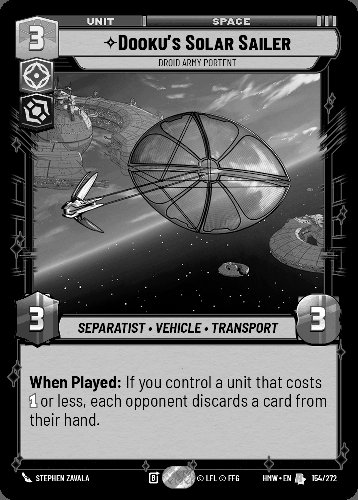 UNIT
SPACE
3
✧DOOKU'S SOLAR SAILER
DROID ARMY PORTENT
3
3
SEPARATIST • VEHICLE • TRANSPORT
When Played: If you control a unit that costs
1 or less, each opponent discards a card from
their hand.
STEPHEN ZAVALA
© LFL © FFG
HMW • EN
154/272